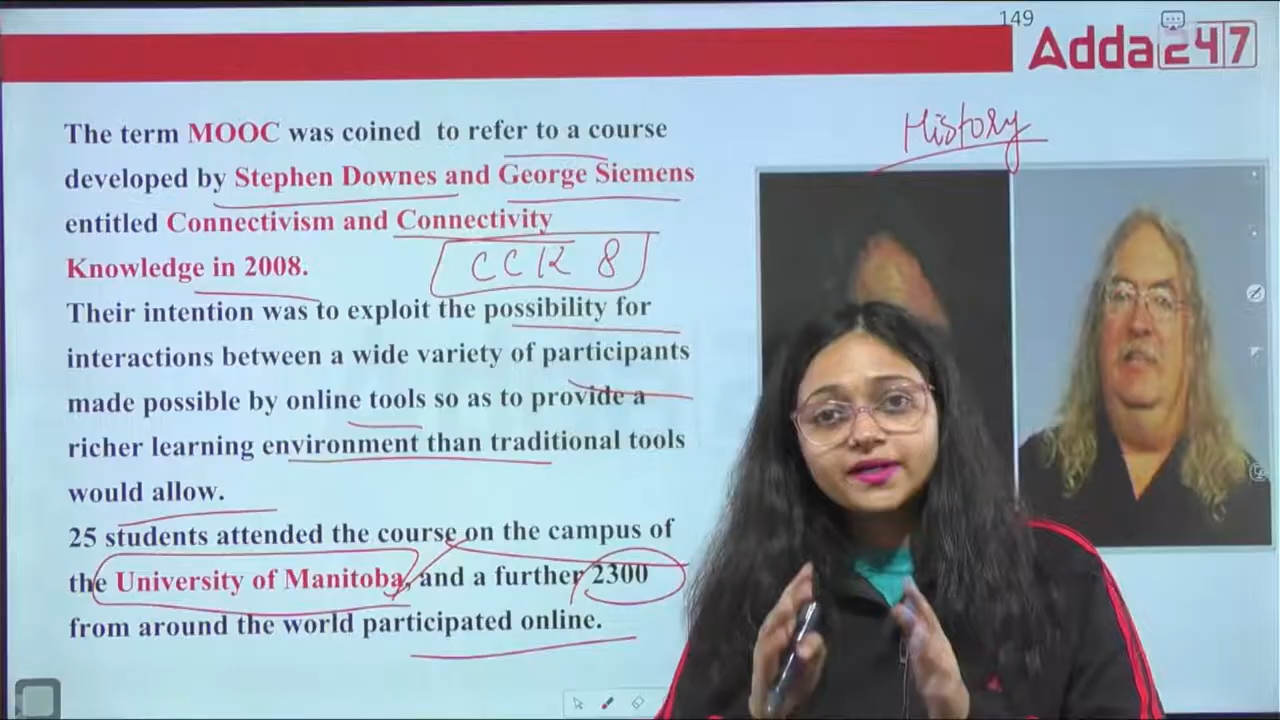 149
Adda247
History
The term MOOC was coined to refer to a course
developed by Stephen Downes and George Siemens
entitled Connectivism and Connectivity
Knowledge in 2008.
CCK 8
Their intention was to exploit the possibility for
interactions between a wide variety of participants
made possible by online tools so as to provide a
richer learning environment than traditional tools
would allow.
25 students attended the course on the campus of
the University of Manitoba, and a further 2300
from around the world participated online.